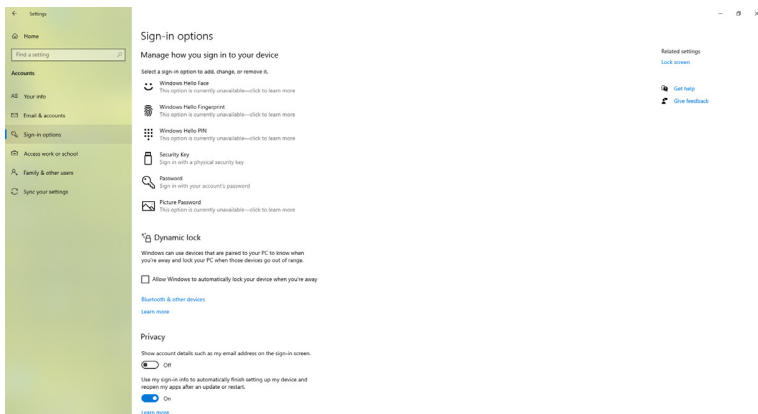 Settings
Home
Find a setting
Accounts
Your info
Email & accounts
Sign-in options
Access work or school
Family & other users
Sync your settings
Sign-in options
Manage how you sign in to your device
Select a sign-in option to add, change, or remove it.
Windows Hello Face
This option is currently unavailable—click to learn more
Windows Hello Fingerprint
This option is currently unavailable—click to learn more
Windows Hello PIN
This option is currently unavailable—click to learn more
Security Key
Sign in with a physical security key
Password
Sign in with your account's password
Picture Password
This option is currently unavailable—click to learn more
Dynamic lock
Windows can use devices that are paired to your PC to know when
you're away and lock your PC when those devices go out of range.
Allow Windows to automatically lock your device when you're away
Bluetooth & other devices
Learn more
Privacy
Show account details such as my email address on the sign-in screen.
Off
Use my sign-in info to automatically finish setting up my device and
reopen my apps after an update or restart.
On
Learn more
Related settings
Lock screen
Get help
Give feedback